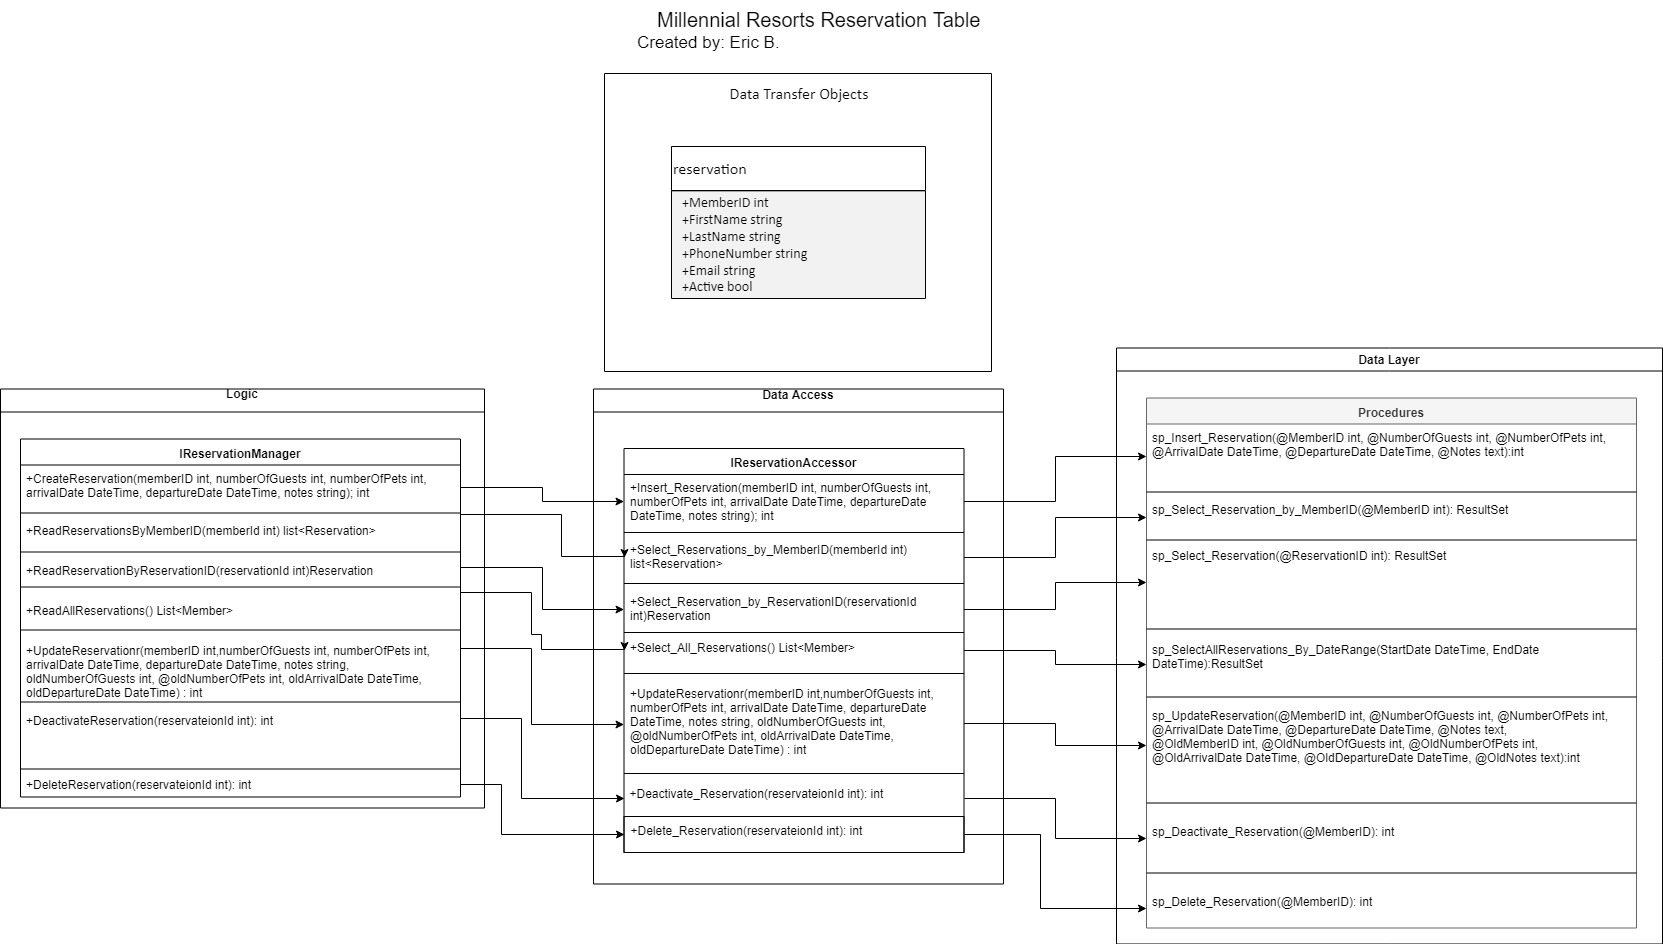 Millennial Resorts Reservation Table
Created by: Eric B.
Data Transfer Objects
reservation
+MemberID int
+FirstName string
+LastName string
+PhoneNumber string
+Email string
+Active bool
Logic
IReservationManager
+CreateReservation(memberID int, numberOfGuests int, numberOfPets int,
arrivalDate DateTime, departureDate DateTime, notes string); int
+ReadReservationsByMemberID(memberId int) list<Reservation>
+ReadReservationByReservationID(reservationId int)Reservation
+ReadAllReservations() List<Member>
+UpdateReservationr(memberID int,numberOfGuests int, numberOfPets int,
arrivalDate DateTime, departureDate DateTime, notes string,
oldNumberOfGuests int, @oldNumberOfPets int, oldArrivalDate DateTime,
oldDepartureDate DateTime) : int
+DeactivateReservation(reservateionId int): int
+DeleteReservation(reservateionId int): int
Data Access
IReservationAccessor
+Insert_Reservation(memberID int, numberOfGuests int,
numberOfPets int, arrivalDate DateTime, departureDate
DateTime, notes string); int
+Select_Reservations_by_MemberID(memberId int)
list<Reservation>
+Select_Reservation_by_ReservationID(reservationId
int)Reservation
+Select_All_Reservations() List<Member>
+UpdateReservationr(memberID int,numberOfGuests int,
numberOfPets int, arrivalDate DateTime, departureDate
DateTime, notes string, oldNumberOfGuests int,
@oldNumberOfPets int, oldArrivalDate DateTime,
oldDepartureDate DateTime) : int
+Deactivate_Reservation(reservateionId int): int
+Delete_Reservation(reservateionId int): int
Data Layer
Procedures
sp_Insert_Reservation(@MemberID int, @NumberOfGuests int, @NumberOfPets int,
@ArrivalDate DateTime, @DepartureDate DateTime, @Notes text):int
sp_Select_Reservation_by_MemberID(@MemberID int): ResultSet
sp_Select_Reservation(@ReservationID int): ResultSet
sp_SelectAllReservations_By_DateRange(StartDate DateTime, EndDate
DateTime):ResultSet
sp_UpdateReservation(@MemberID int, @NumberOfGuests int, @NumberOfPets int,
@ArrivalDate DateTime, @DepartureDate DateTime, @Notes text,
@OldMemberID int, @OldNumberOfGuests int, @OldNumberOfPets int,
@OldArrivalDate DateTime, @OldDepartureDate DateTime, @OldNotes text):int
sp_Deactivate_Reservation(@MemberID): int
sp_Delete_Reservation(@MemberID): int